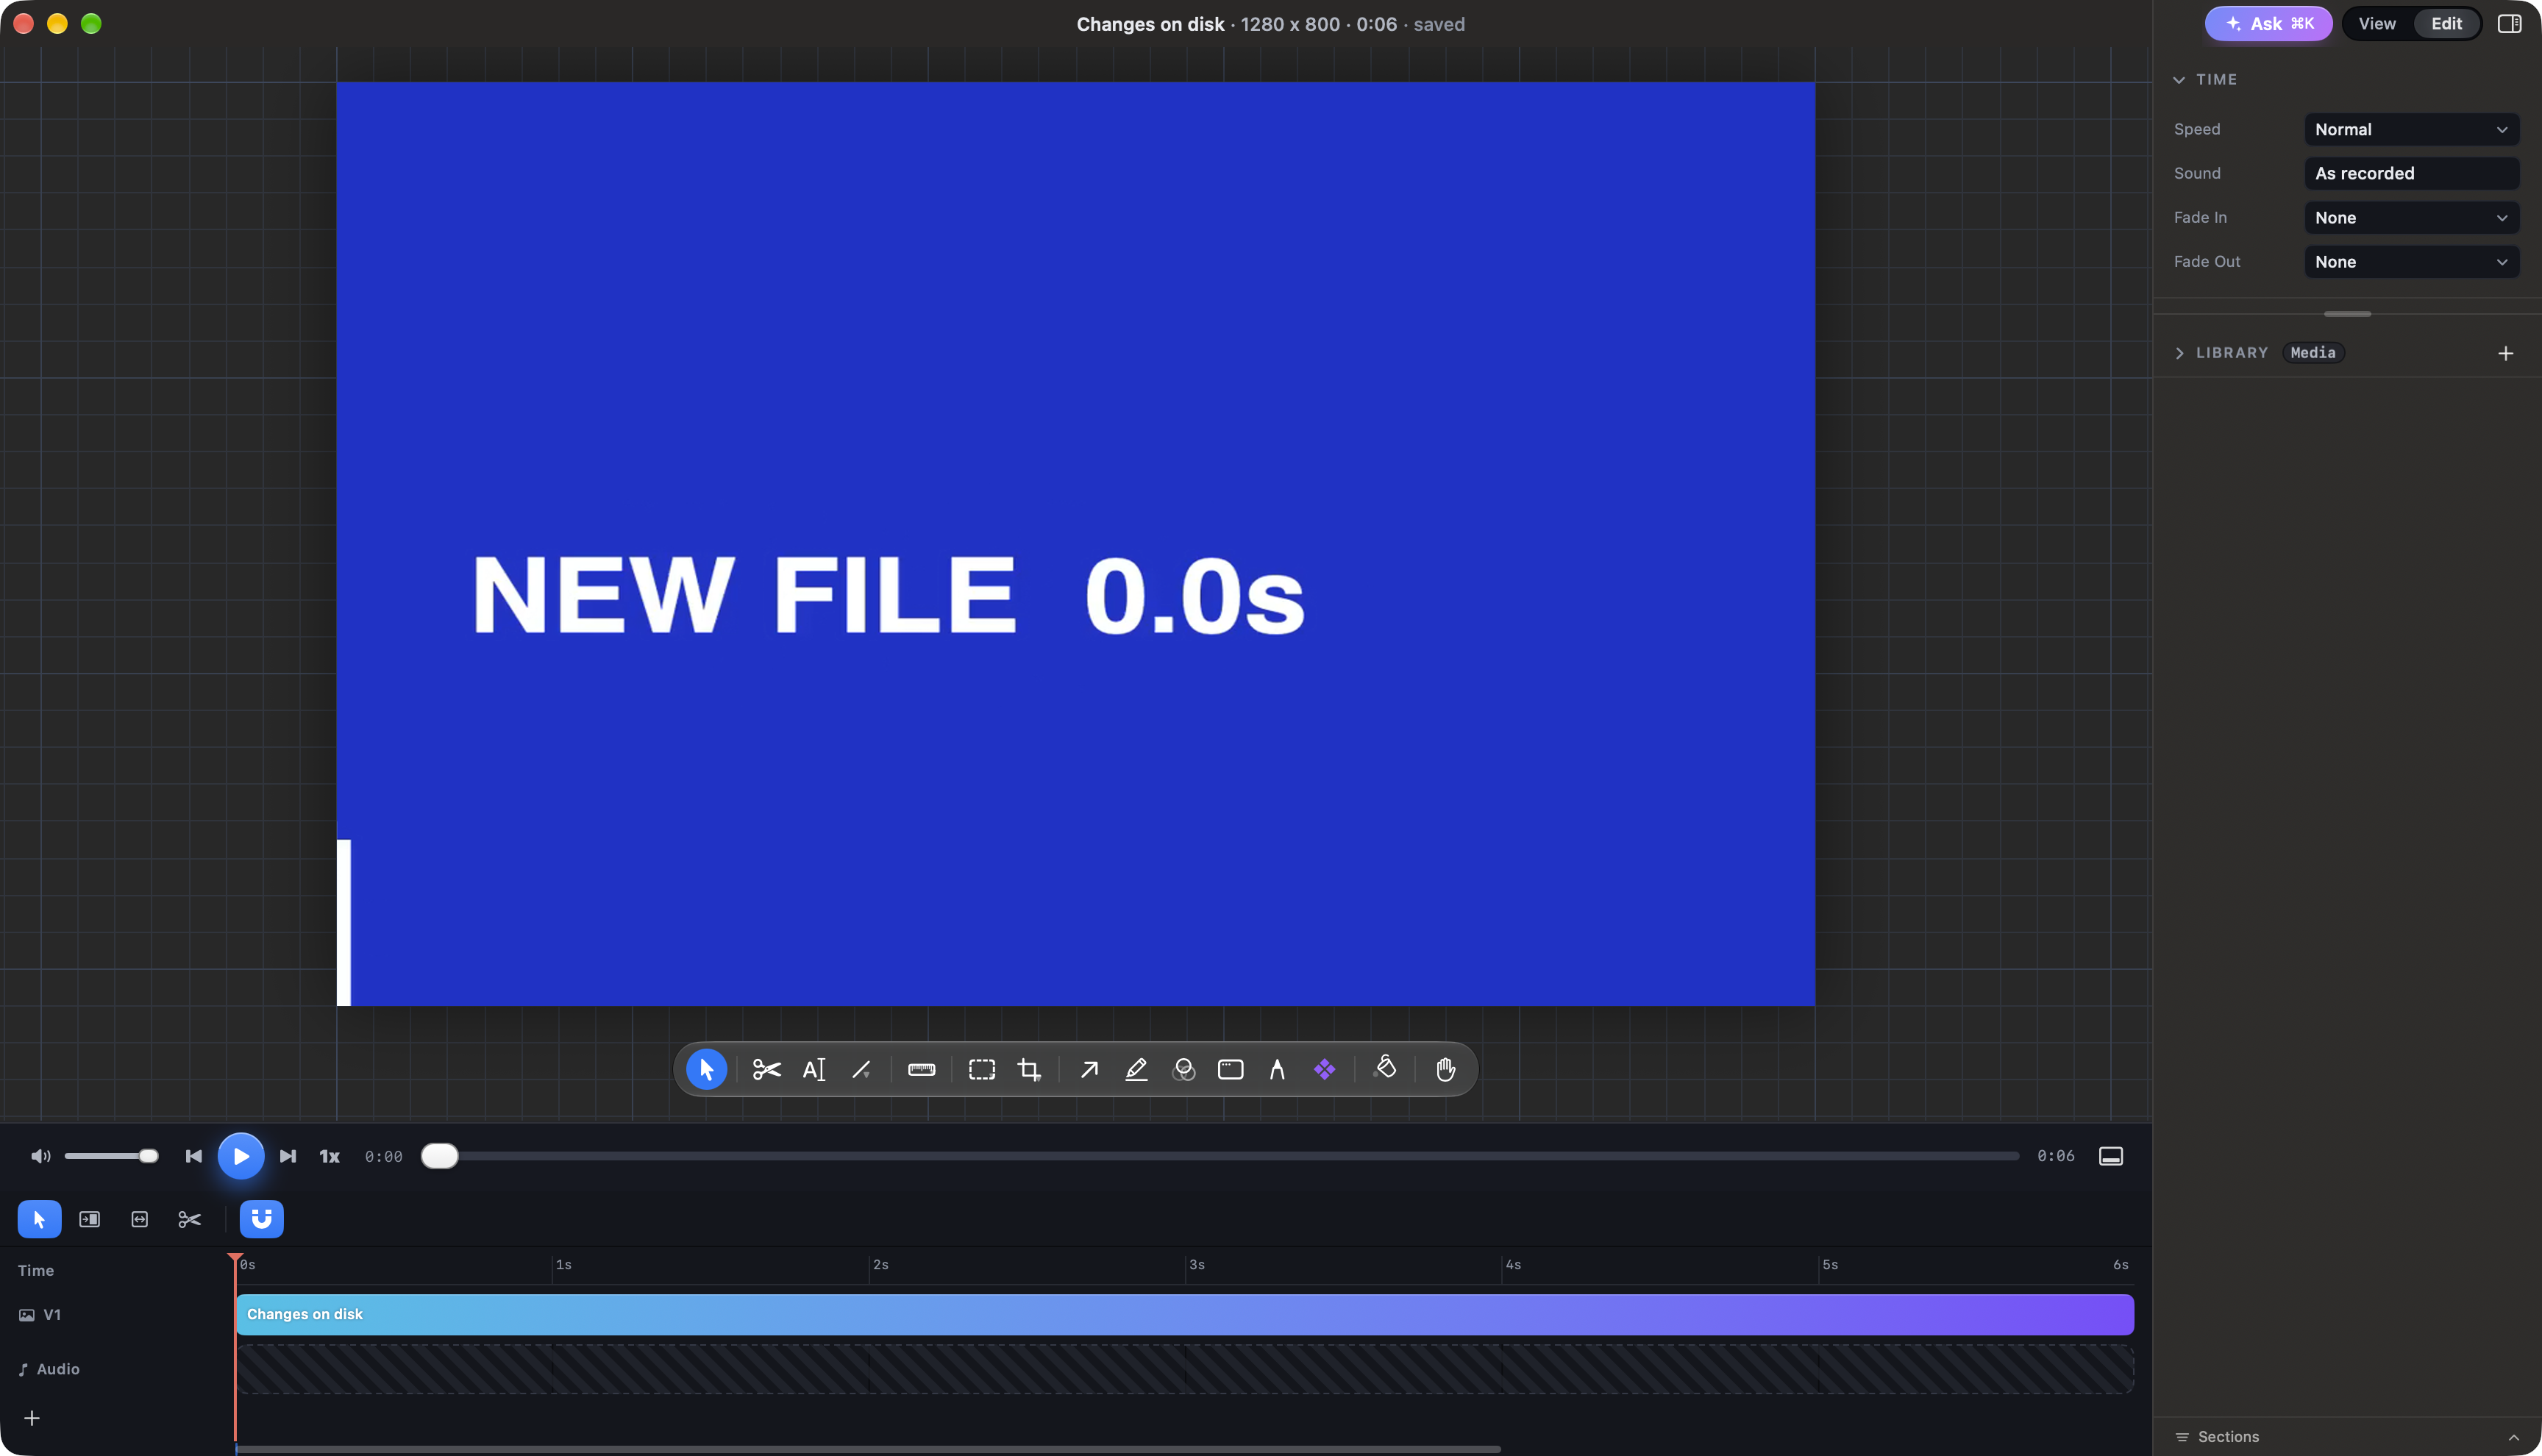 Changes on disk · 1280 x 800 · 0:06 · saved
Ask ⌘K
View
Edit
TIME
Speed
Normal
Sound
As recorded
Fade In
None
Fade Out
None
LIBRARY
Media
NEW FILE 0.0s
1x
0:00
0:06
Time
0s
1s
2s
3s
4s
5s
6s
V1
Changes on disk
Audio
Sections